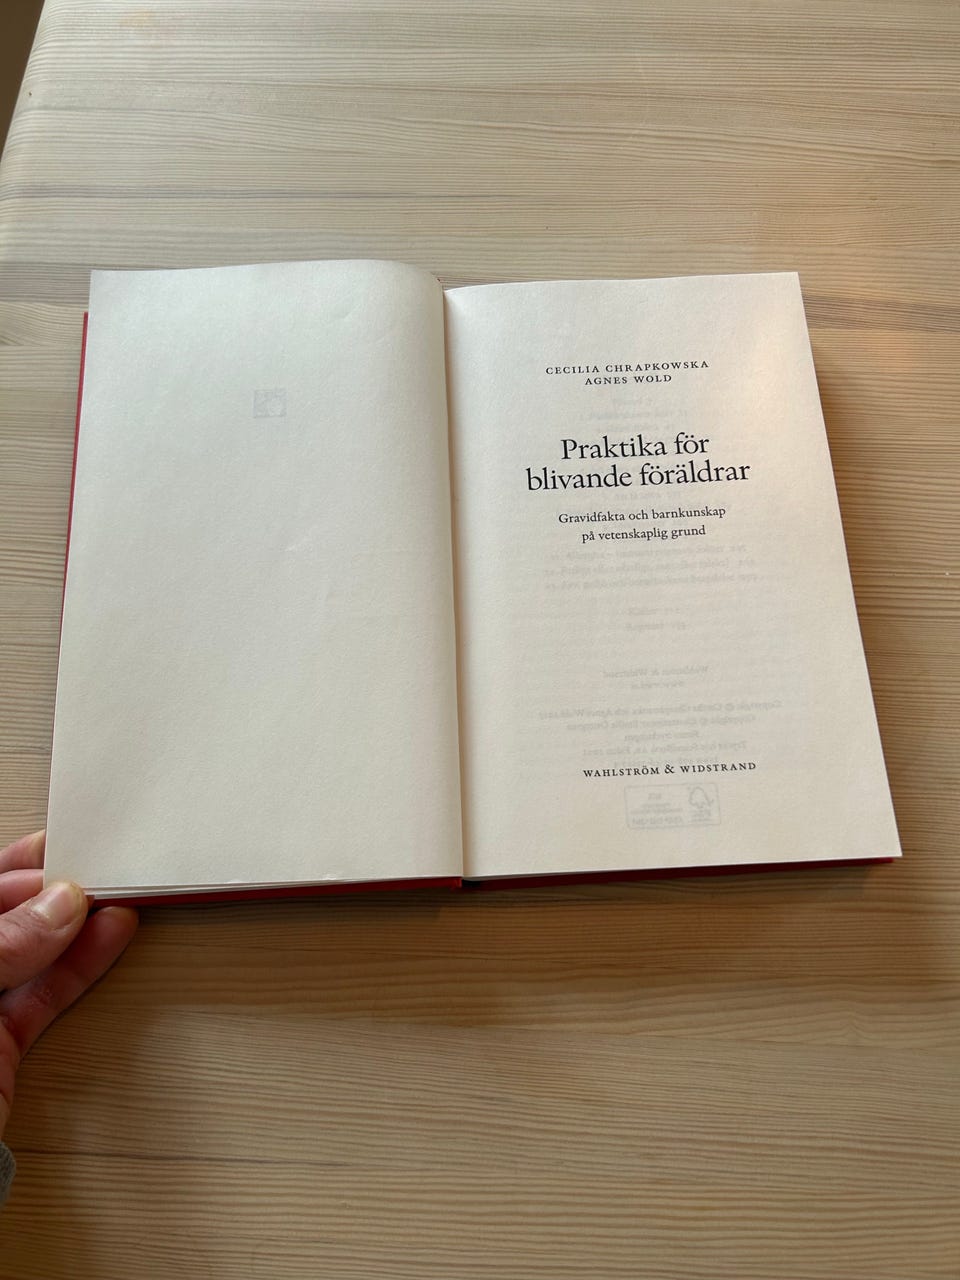 CECILIA CHRAPKOWSKA
AGNES WOLD
Praktika för
blivande föräldrar
Gravidfakta och barnkunskap
på vetenskaplig grund
WAHLSTRÖM & WIDSTRAND